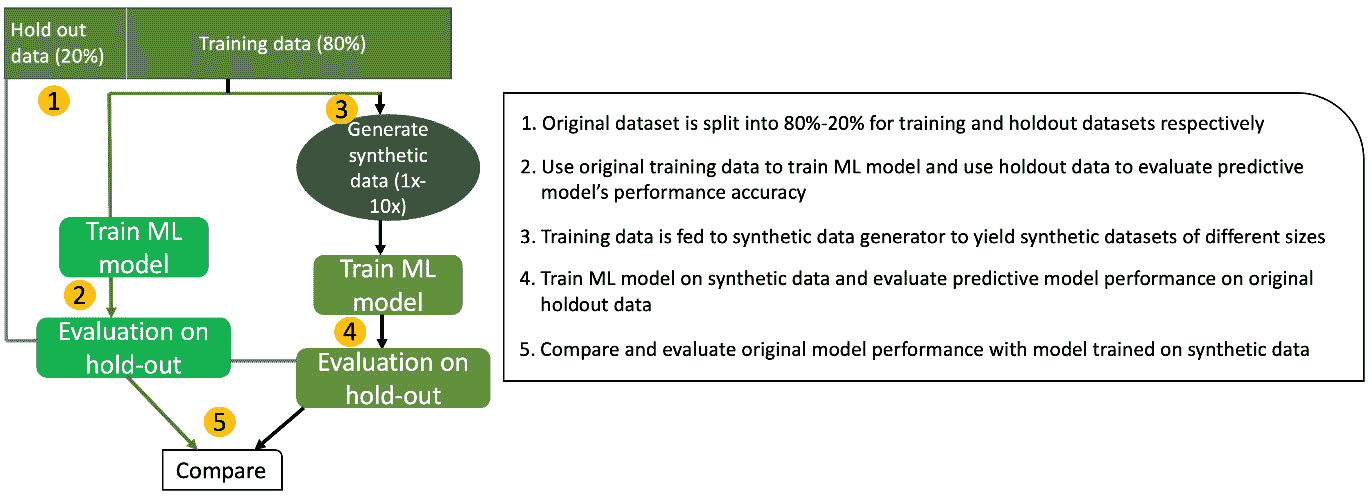 Hold out
data (20%)
Training data (80%)
1
3
Generate
synthetic
data (1x-
10x)
Train ML
model
Train ML
model
2
4
Evaluation on
hold-out
Evaluation on
hold-out
5
Compare
1. Original dataset is split into 80%-20% for training and holdout datasets respectively
2. Use original training data to train ML model and use holdout data to evaluate predictive
model’s performance accuracy
3. Training data is fed to synthetic data generator to yield synthetic datasets of different sizes
4. Train ML model on synthetic data and evaluate predictive model performance on original
holdout data
5. Compare and evaluate original model performance with model trained on synthetic data